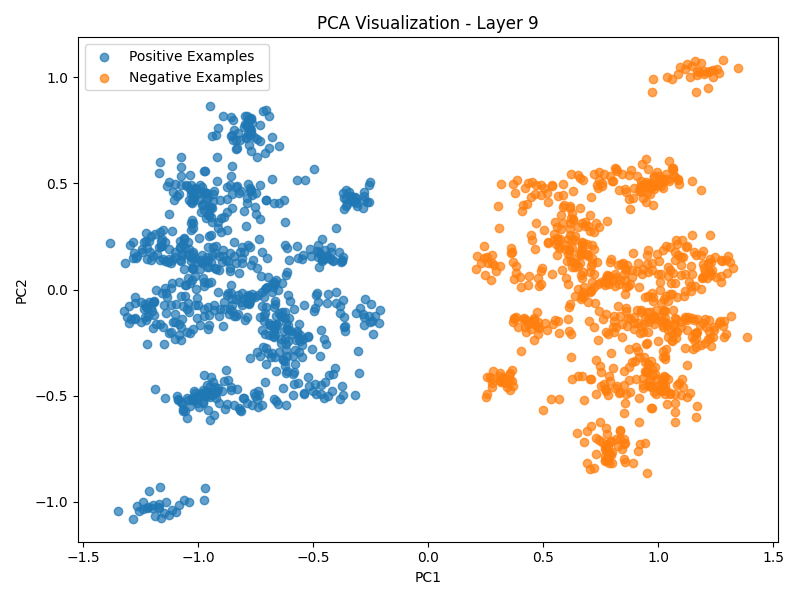 PCA Visualization - Layer 9
Positive Examples
Negative Examples
1.0
0.5
0.0
−0.5
−1.0
PC2
−1.5
−1.0
−0.5
0.0
0.5
1.0
1.5
PC1